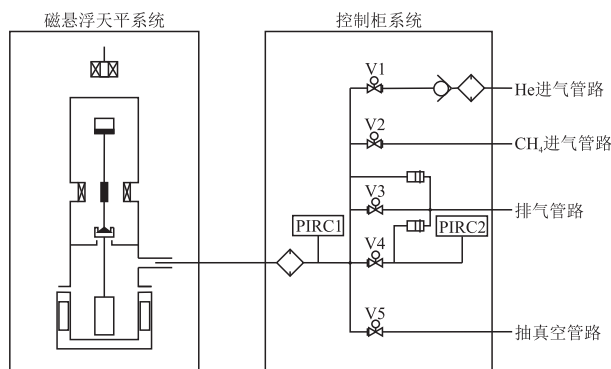 磁悬浮天平系统
控制柜系统
V1
He进气管路
V2
CH₄进气管路
V3
排气管路
PIRC1
V4
PIRC2
V5
抽真空管路